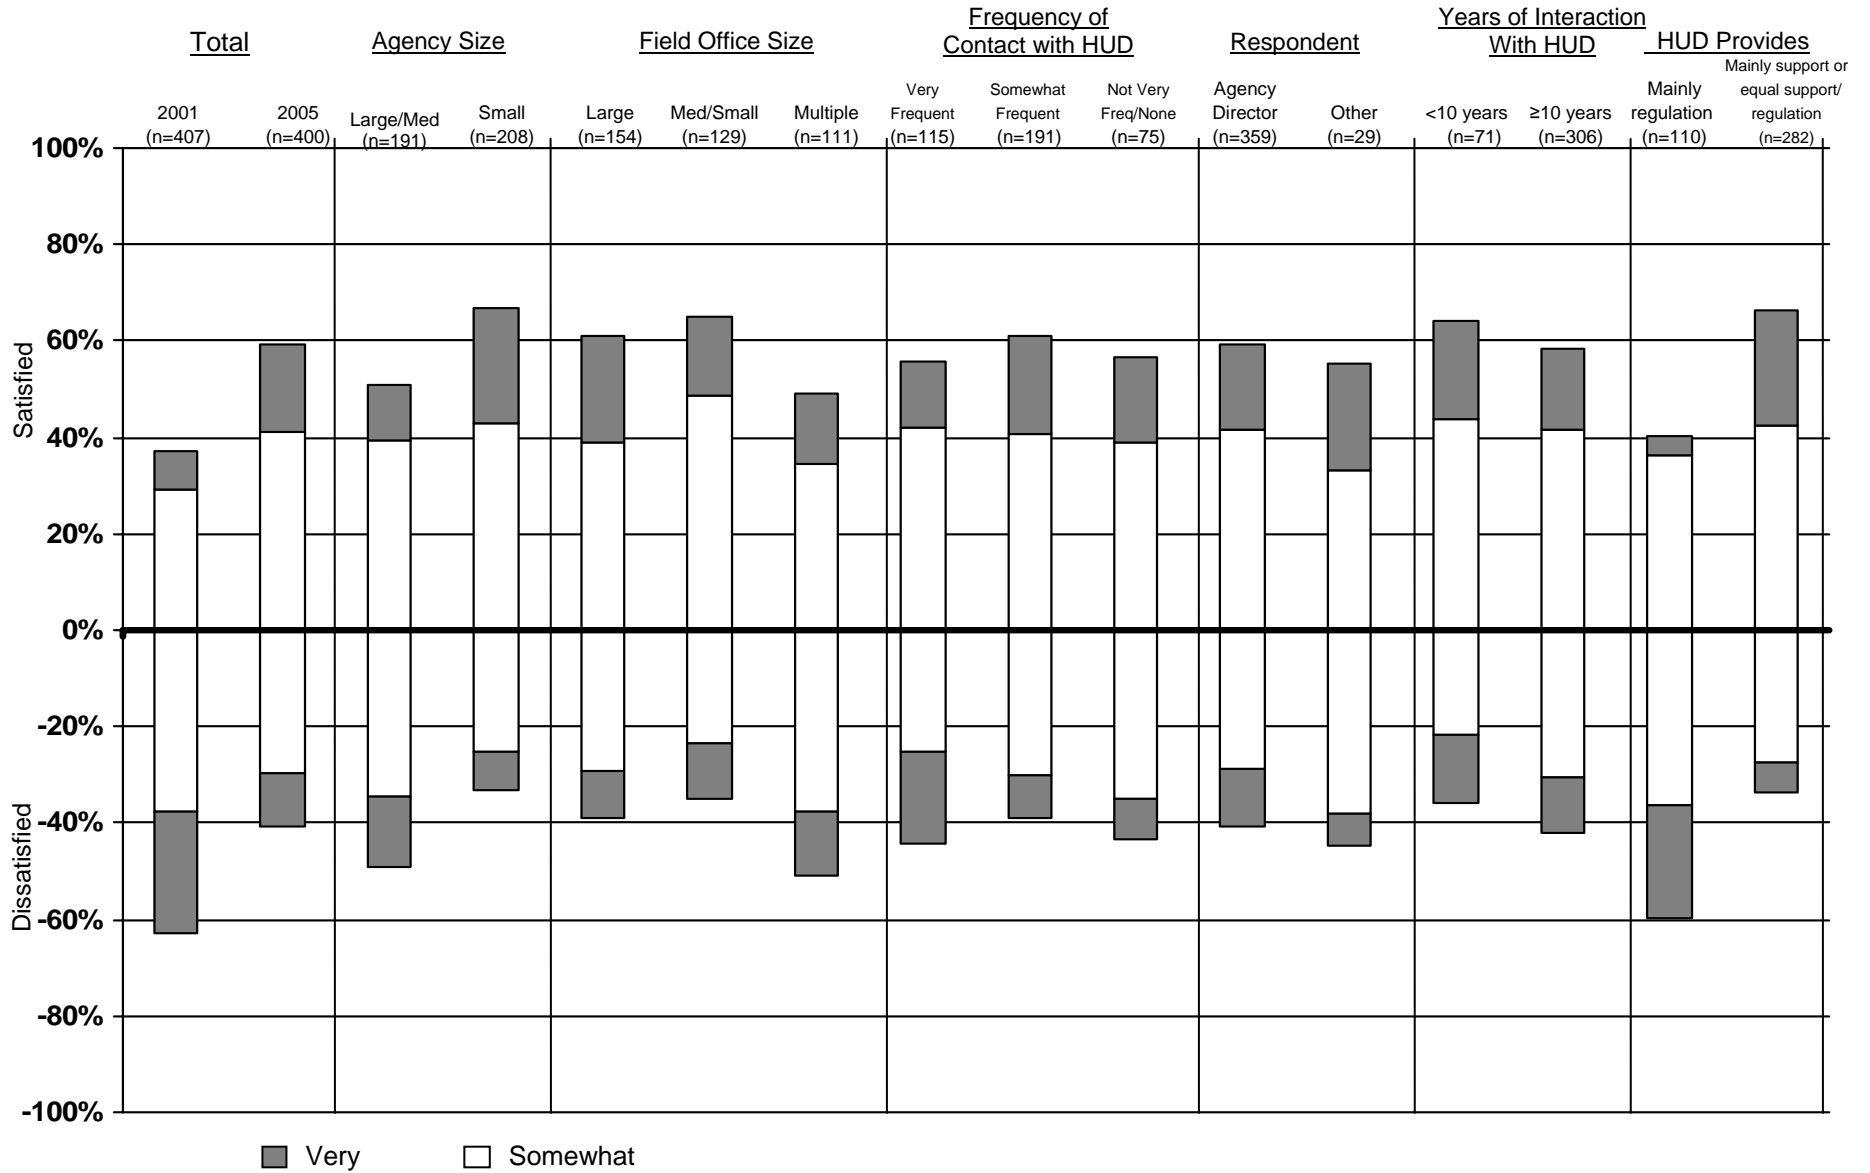 Total
Agency Size
Field Office Size
Frequency of
Contact with HUD
Respondent
Years of Interaction
With HUD
HUD Provides
2001
(n=407)
2005
(n=400)
Large/Med
(n=191)
Small
(n=208)
Large
(n=154)
Med/Small
(n=129)
Multiple
(n=111)
Very
Frequent
(n=115)
Somewhat
Frequent
(n=191)
Not Very
Freq/None
(n=75)
Agency
Director
(n=359)
Other
(n=29)
<10 years
(n=71)
≥10 years
(n=306)
Mainly
regulation
(n=110)
Mainly support or
equal support/
regulation
(n=282)
100%
80%
60%
40%
20%
0%
-20%
-40%
-60%
-80%
-100%
Satisfied
Dissatisfied
Very
Somewhat